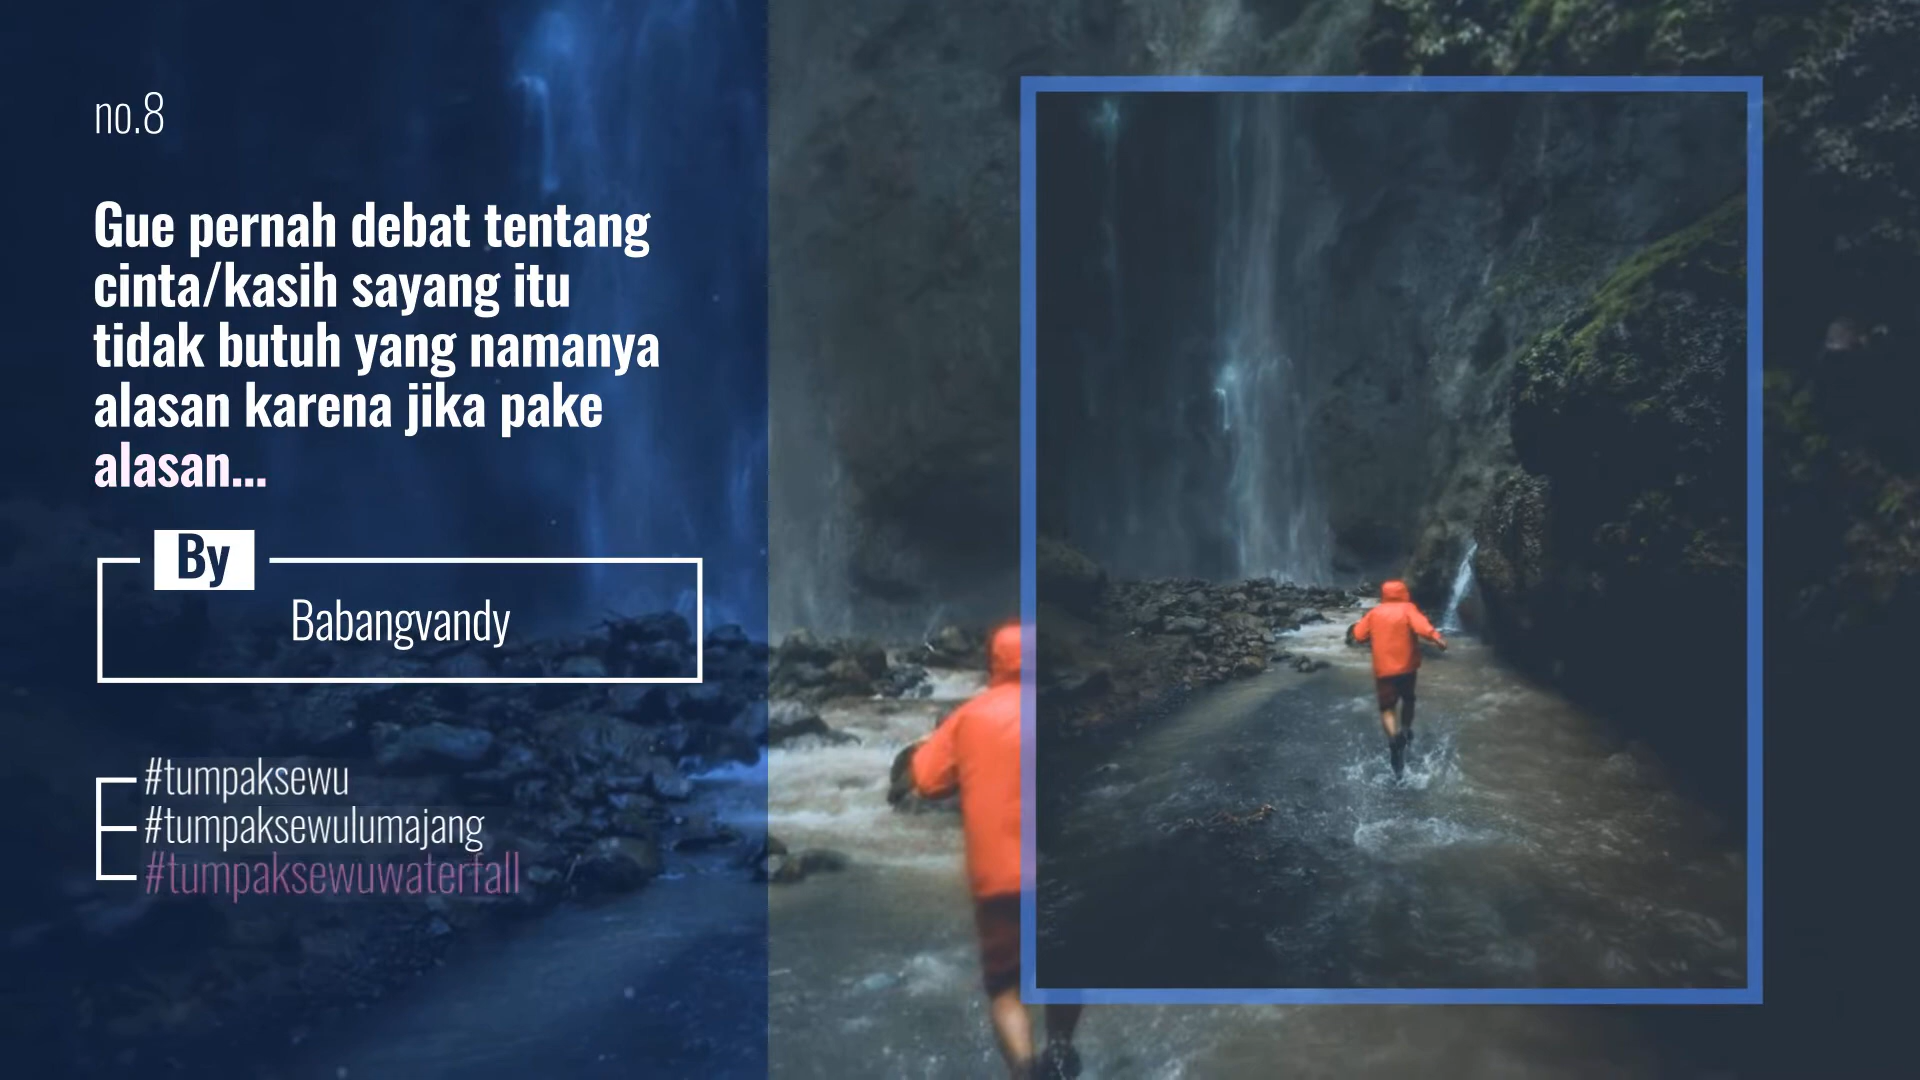 no.8
Gue pernah debat tentang
cinta/kasih sayang itu
tidak butuh yang namanya
alasan karena jika pake
alasan...
By
Babangvandy
#tumpaksewu
#tumpaksewulumajang
#tumpaksewuwaterfall